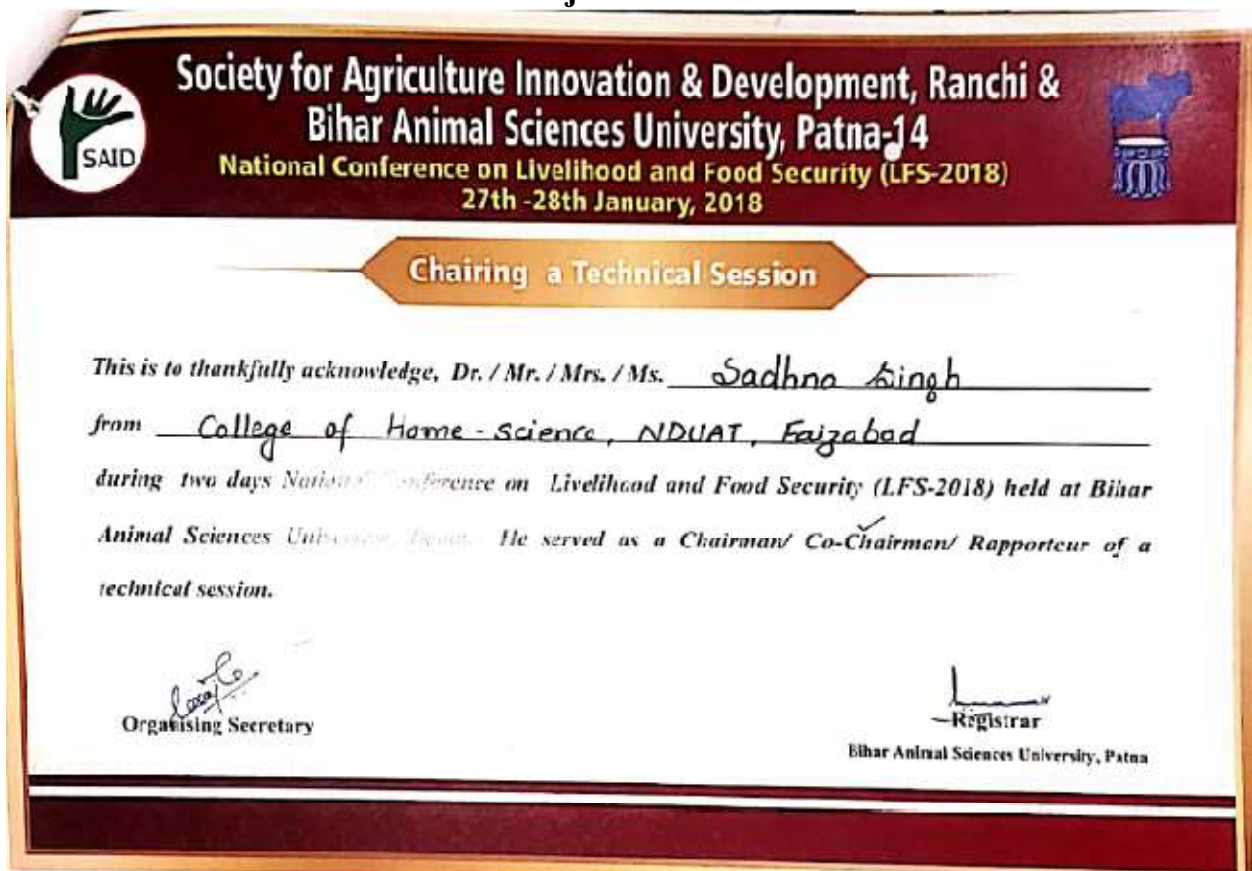 Society for Agriculture Innovation & Development, Ranchi &
Bihar Animal Sciences University, Patna-14
National Conference on Livelihood and Food Security (LFS-2018)
27th -28th January, 2018
SAID
Chairing a Technical Session
This is to thankfully acknowledge, Dr. / Mr. / Mrs. / Ms. Sadhna Singh
from College of Home-Science, NDUAT, Faizabad
during two days National Conference on Livelihood and Food Security (LFS-2018) held at Bihar
Animal Sciences University, He served as a Chairman/ Co-Chairman/ Rapporteur of a
technical session.
Organising Secretary
Registrar
Bihar Animal Sciences University, Patna